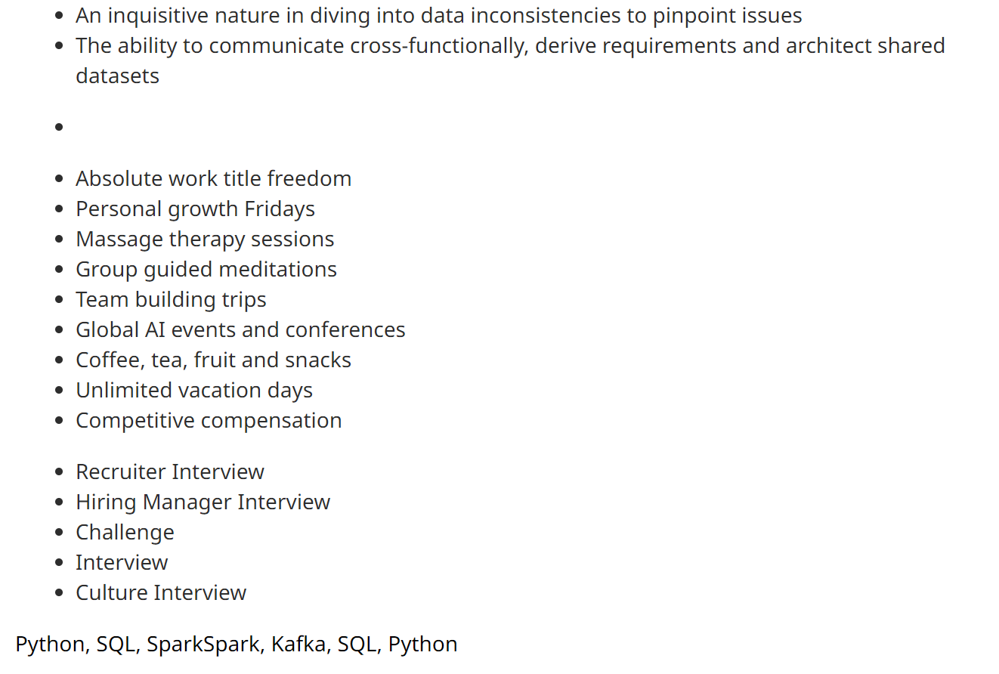 An inquisitive nature in diving into data inconsistencies to pinpoint issues
The ability to communicate cross-functionally, derive requirements and architect shared
datasets
Absolute work title freedom
Personal growth Fridays
Massage therapy sessions
Group guided meditations
Team building trips
Global AI events and conferences
Coffee, tea, fruit and snacks
Unlimited vacation days
Competitive compensation
Recruiter Interview
Hiring Manager Interview
Challenge
Interview
Culture Interview
Python, SQL, SparkSpark, Kafka, SQL, Python